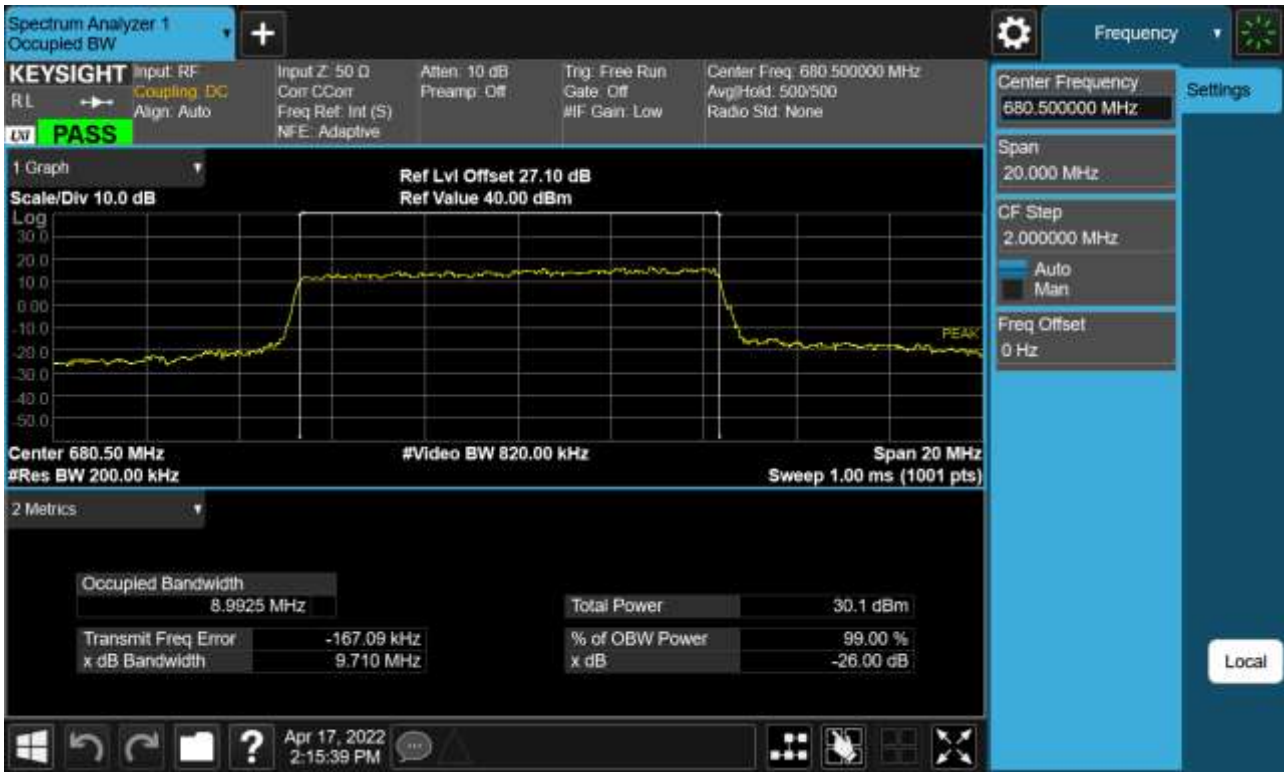 Spectrum Analyzer 1
Occupied BW
+
Frequency
KEYSIGHT
RL
LXI
PASS
Input: RF
Coupling: DC
Align: Auto
Input Z: 50 Ω
Corr CCorr
Freq Ref: Int (S)
NFE: Adaptive
Atten: 10 dB
Preamp: Off
Trig: Free Run
Gate: Off
#IF Gain: Low
Center Freq: 680.500000 MHz
Avg|Hold: 500/500
Radio Std: None
Center Frequency
680.500000 MHz
Settings
Span
20.000 MHz
CF Step
2.000000 MHz
Auto
Man
Freq Offset
0 Hz
1 Graph
Scale/Div 10.0 dB
Ref Lvl Offset 27.10 dB
Ref Value 40.00 dBm
Log
30.0
20.0
10.0
0.00
-10.0
-20.0
-30.0
-40.0
-50.0
PEAK
Center 680.50 MHz
#Video BW 820.00 kHz
Span 20 MHz
#Res BW 200.00 kHz
Sweep 1.00 ms (1001 pts)
2 Metrics
Occupied Bandwidth
8.9925 MHz
Total Power 30.1 dBm
Transmit Freq Error -167.09 kHz
% of OBW Power 99.00 %
x dB Bandwidth 9.710 MHz
x dB -26.00 dB
Local
?
Apr 17, 2022
2:15:39 PM